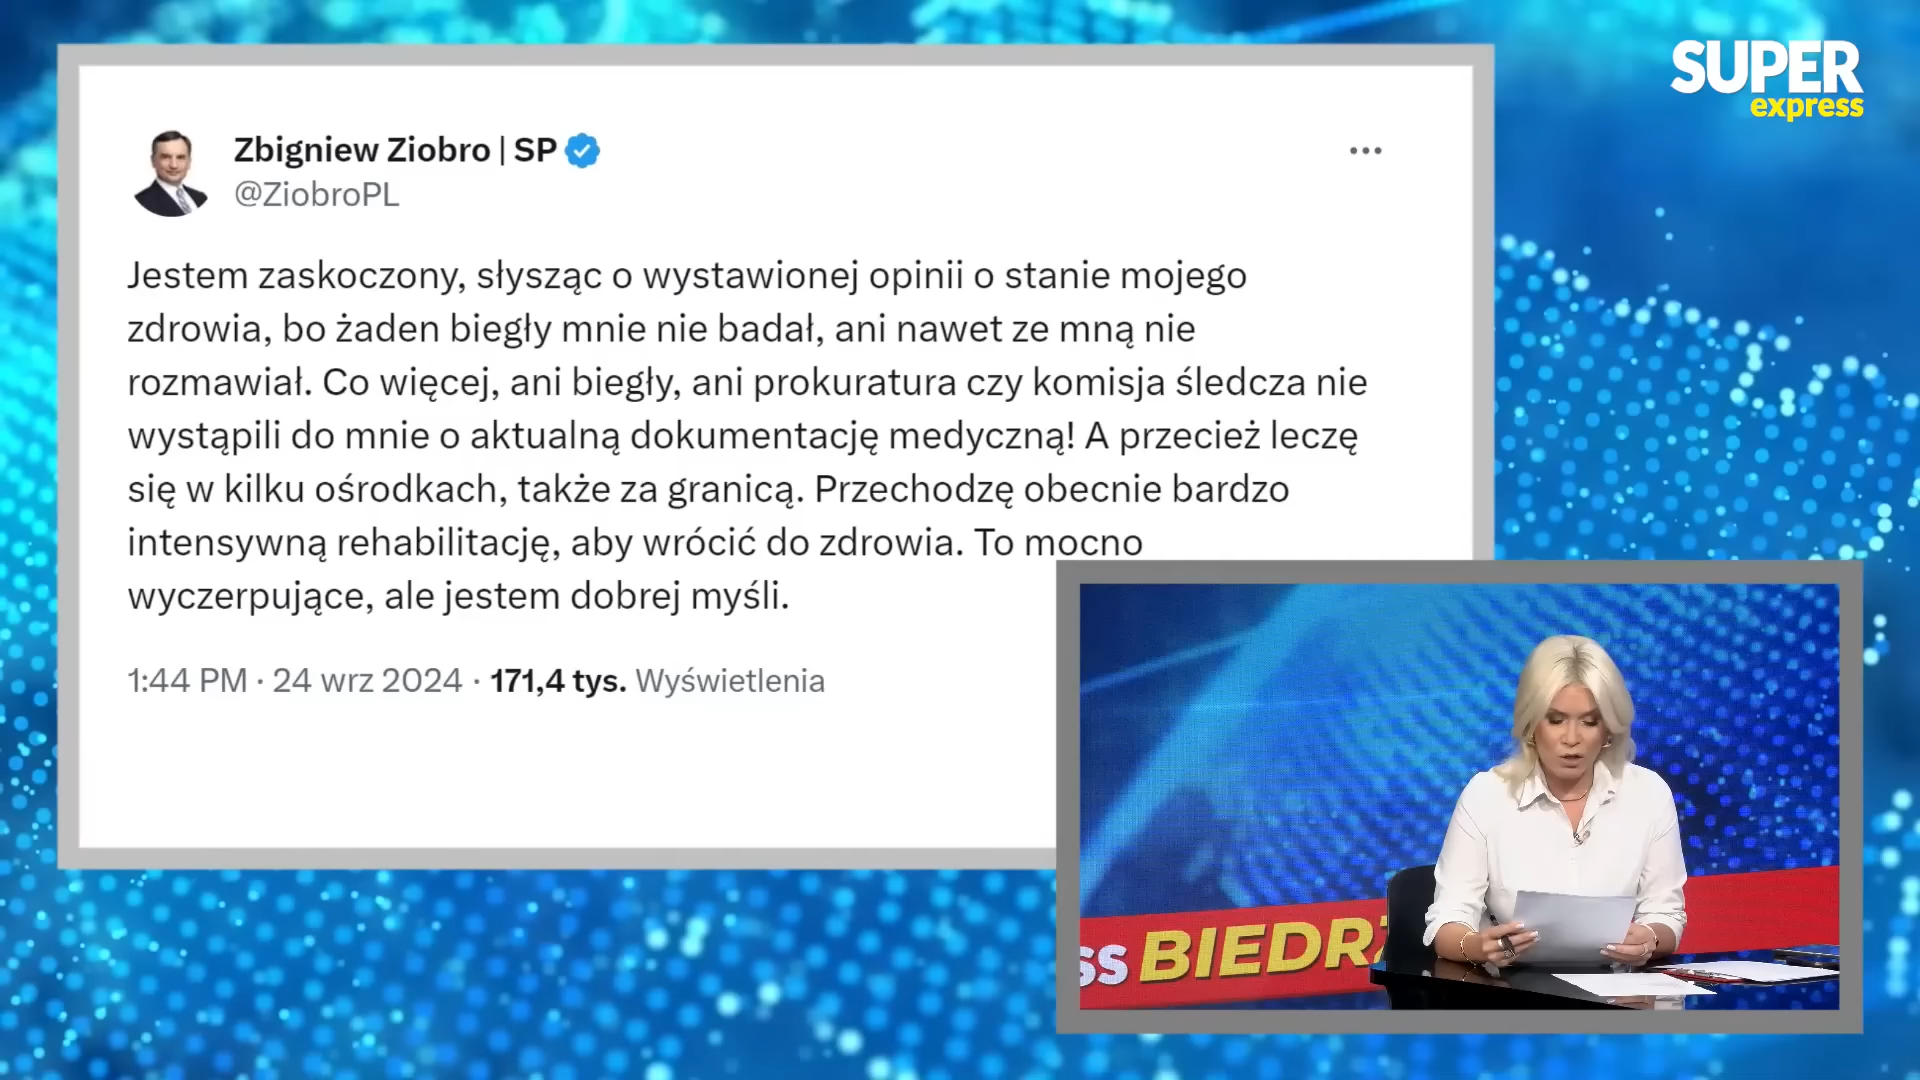 SUPER
express
Zbigniew Ziobro | SP
@ZiobroPL
Jestem zaskoczony, słysząc o wystawionej opinii o stanie mojego
zdrowia, bo żaden biegły mnie nie badał, ani nawet ze mną nie
rozmawiał. Co więcej, ani biegły, ani prokuratura czy komisja śledcza nie
wystąpili do mnie o aktualną dokumentację medyczną! A przecież leczę
się w kilku ośrodkach, także za granicą. Przechodzę obecnie bardzo
intensywną rehabilitację, aby wrócić do zdrowia. To mocno
wyczerpujące, ale jestem dobrej myśli.
1:44 PM · 24 wrz 2024 · 171,4 tys. Wyświetlenia
ss BIEDRZ